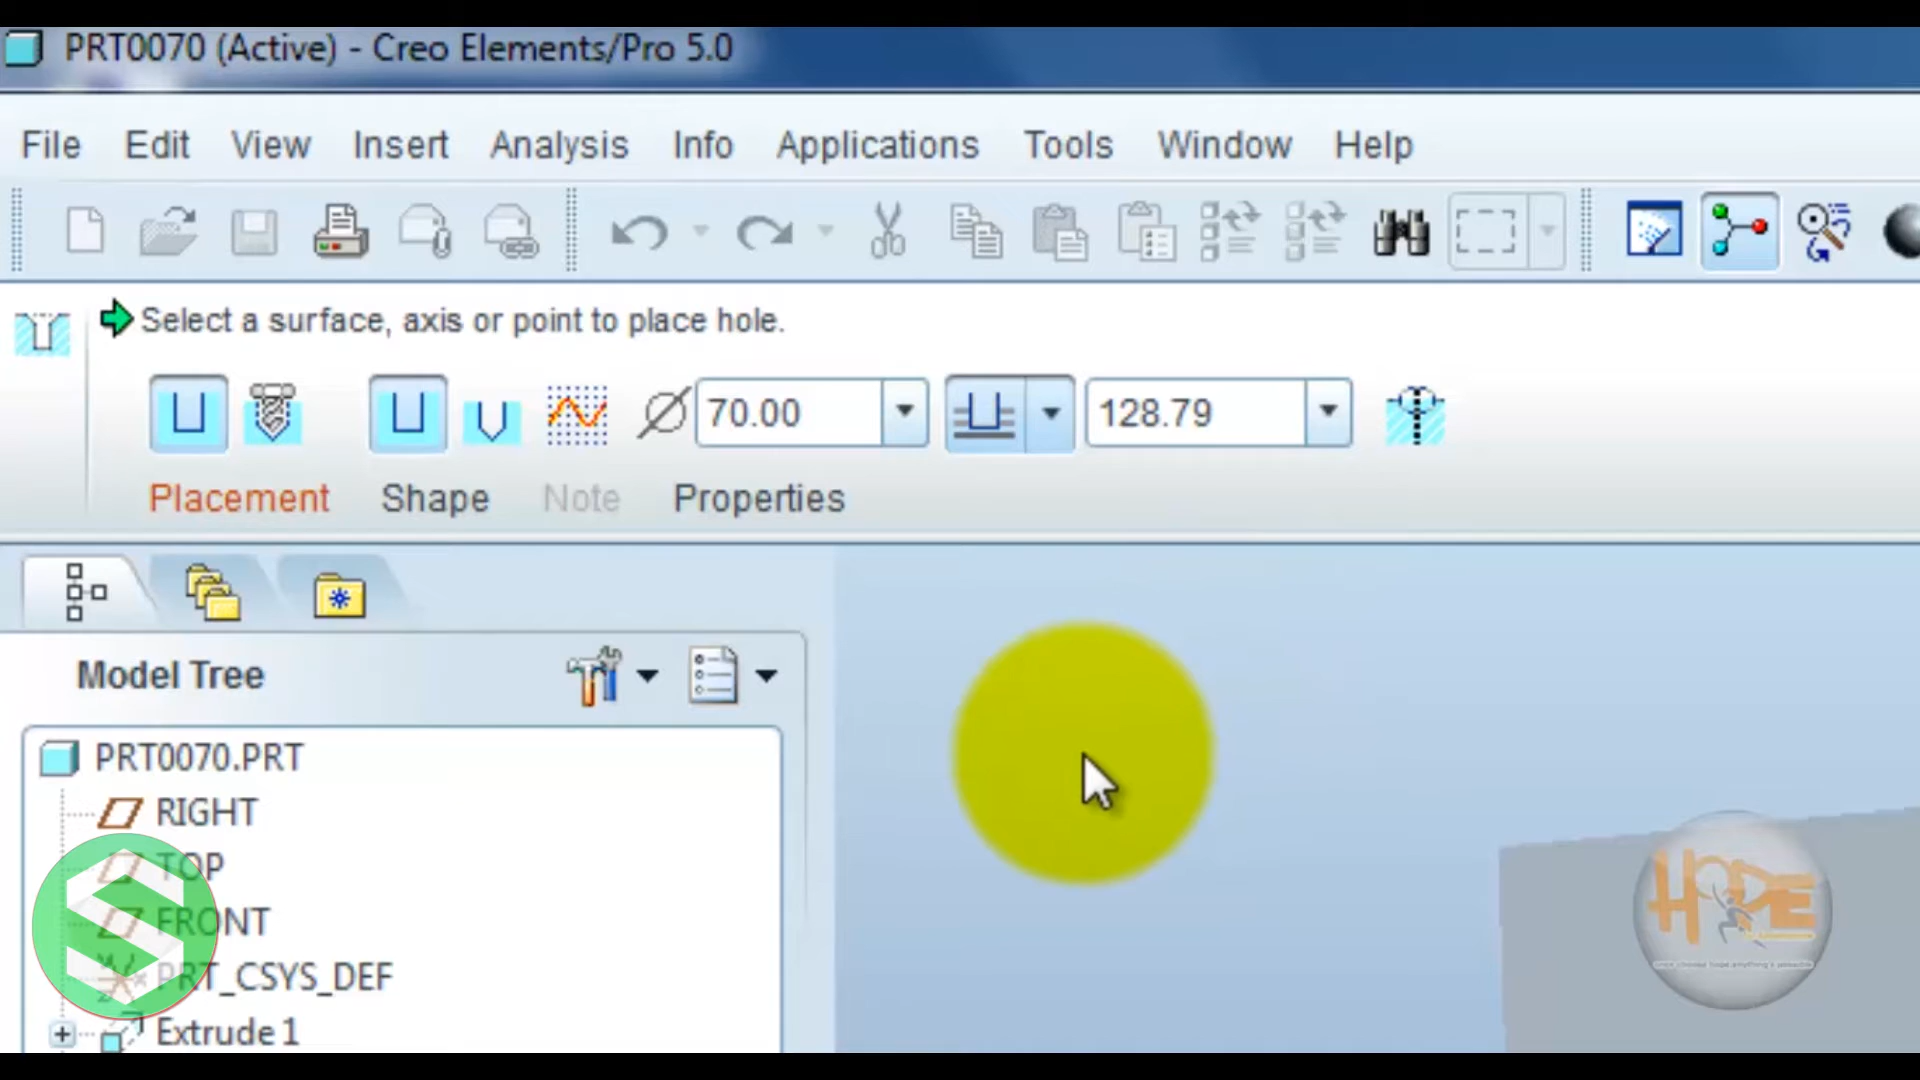 PRT0070 (Active) - Creo Elements/Pro 5.0
File Edit View Insert Analysis Info Applications Tools Window Help
Select a surface, axis or point to place hole.
70.00 128.79
Placement Shape Note Properties
Model Tree
PRT0070.PRT
RIGHT
TOP
FRONT
PRT_CSYS_DEF
Extrude 1
HOPE